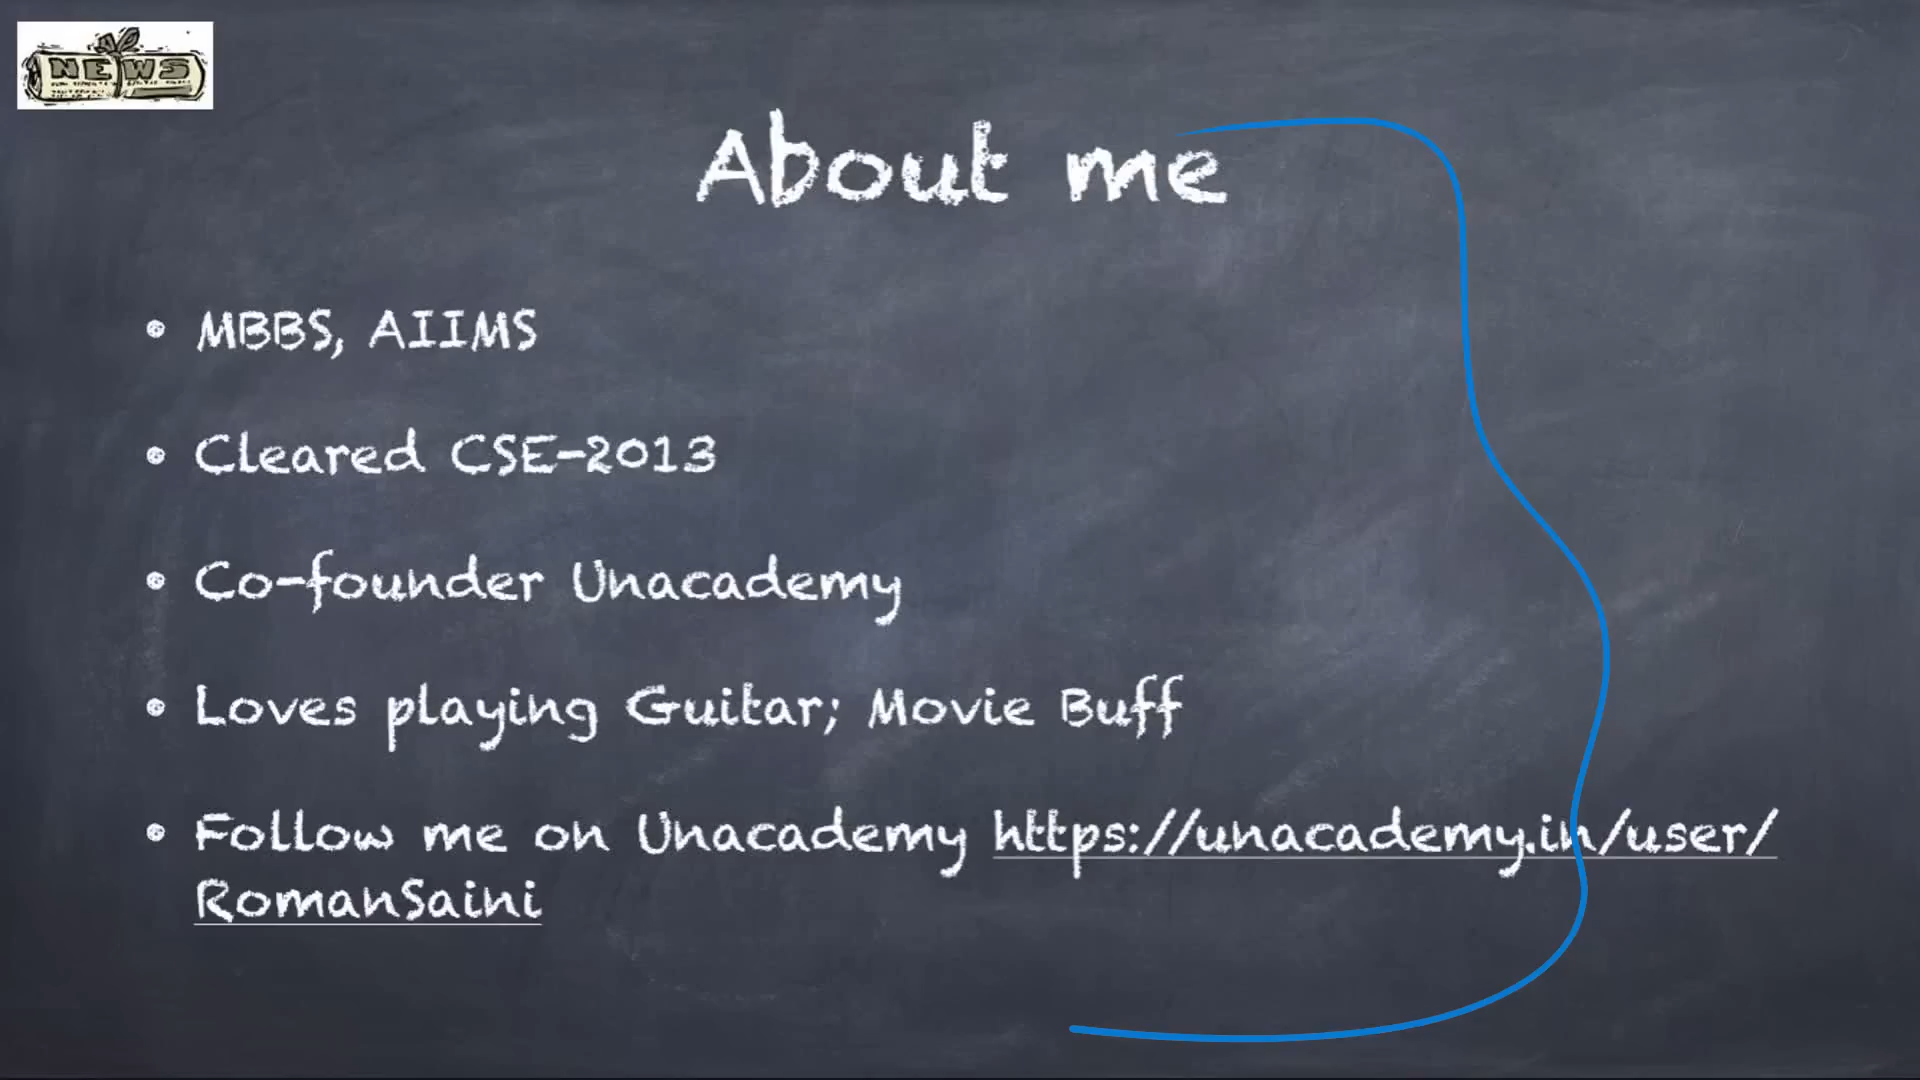 NEWS
About me
• MBBS, AIIMS
• Cleared CSE-2013
• Co-founder Unacademy
• Loves playing Guitar; Movie Buff
• Follow me on Unacademy https://unacademy.in/user/
RomanSaini